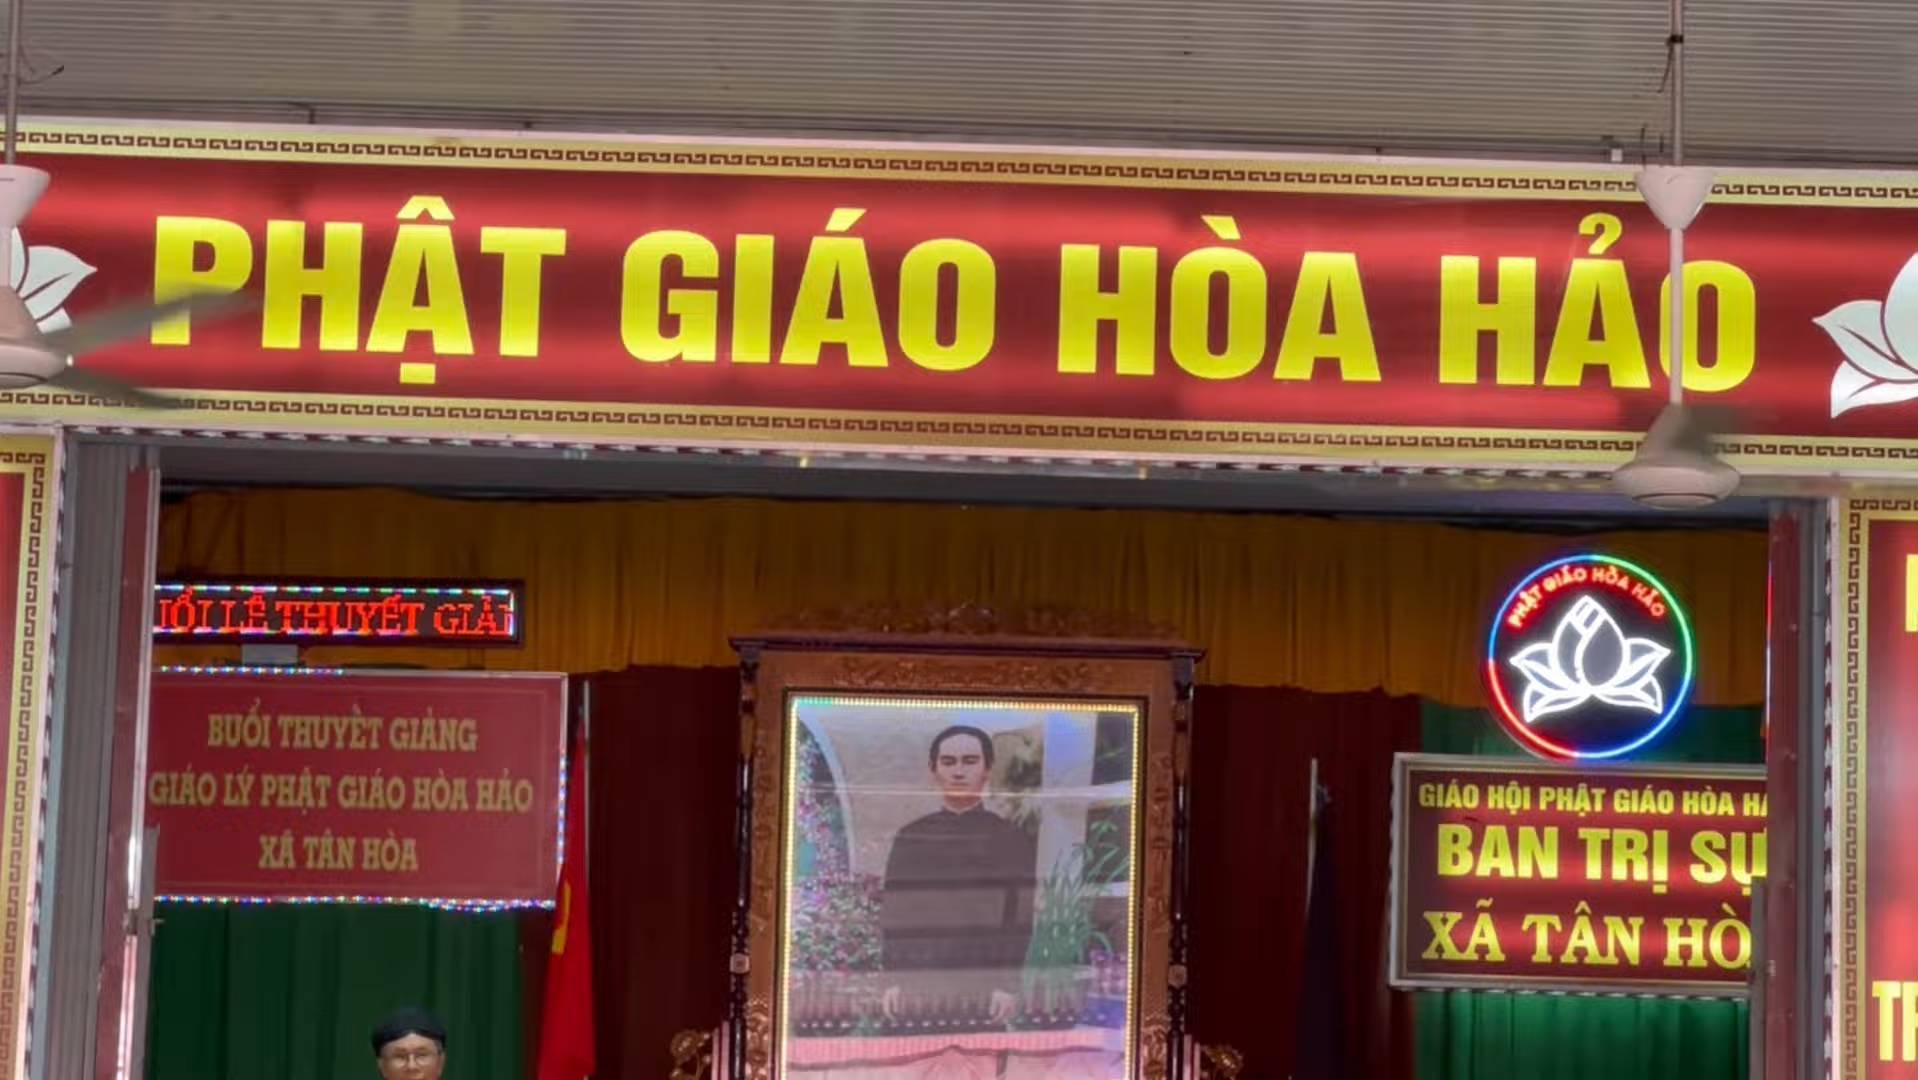 PHẬT GIÁO HÒA HẢO
LỄ THUYẾT
BUỔI THUYẾT GIẢNG
GIÁO LÝ PHẬT GIÁO HÒA HẢO
XÃ TÂN HÒA
PHẬT GIÁO HÒA HẢO
GIÁO HỘI PHẬT GIÁO HÒA
BAN TRỊ SỰ
XÃ TÂN